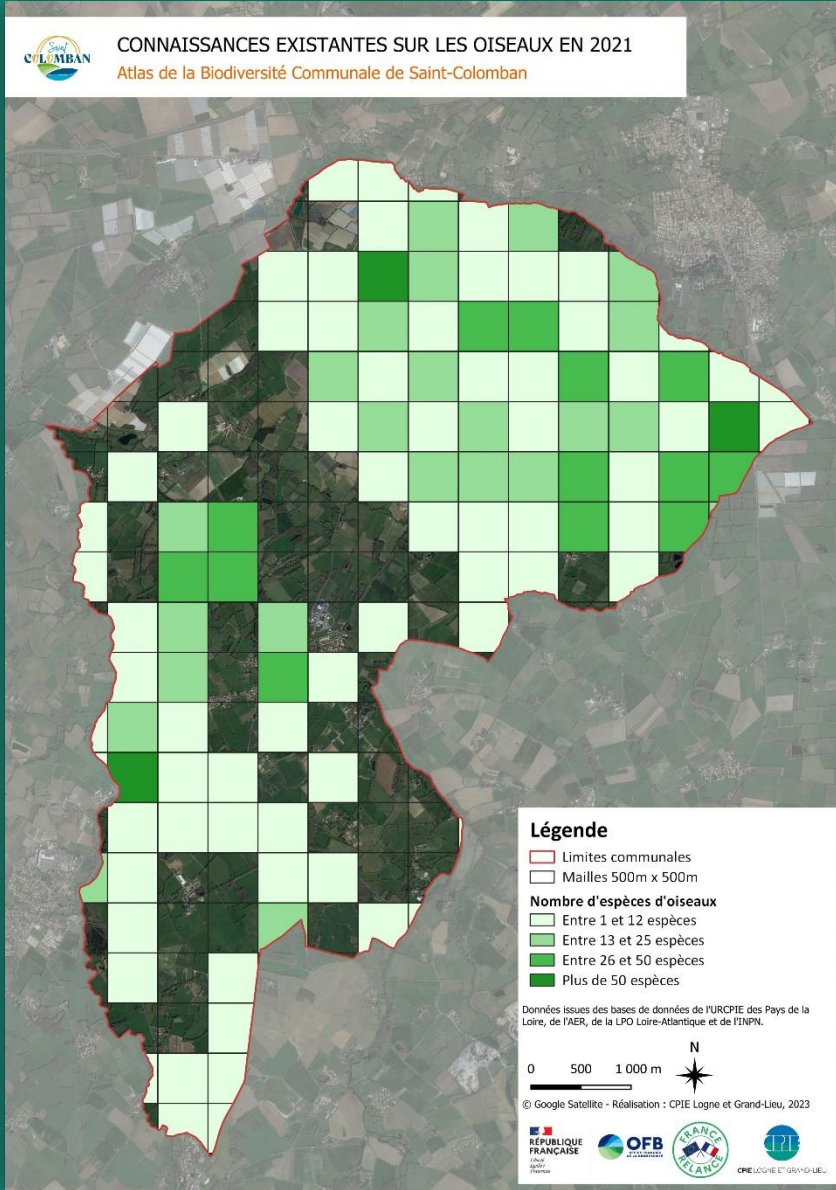 Saint
COLOMBAN
CONNAISSANCES EXISTANTES SUR LES OISEAUX EN 2021
Atlas de la Biodiversité Communale de Saint-Colomban
Légende
Limites communales
Mailles 500m x 500m
Nombre d'espèces d'oiseaux
Entre 1 et 12 espèces
Entre 13 et 25 espèces
Entre 26 et 50 espèces
Plus de 50 espèces
Données issues des bases de données de l'URCPIE des Pays de la
Loire, de l'AER, de la LPO Loire-Atlantique et de l'INPN.
N
0 500 1 000 m
© Google Satellite - Réalisation : CPIE Logne et Grand-Lieu, 2023
RÉPUBLIQUE
FRANÇAISE
Liberté
Égalité
Fraternité
OFB
FRANCE
RELANCE
CPIE
CPIE LOGNE ET GRAND-LIEU